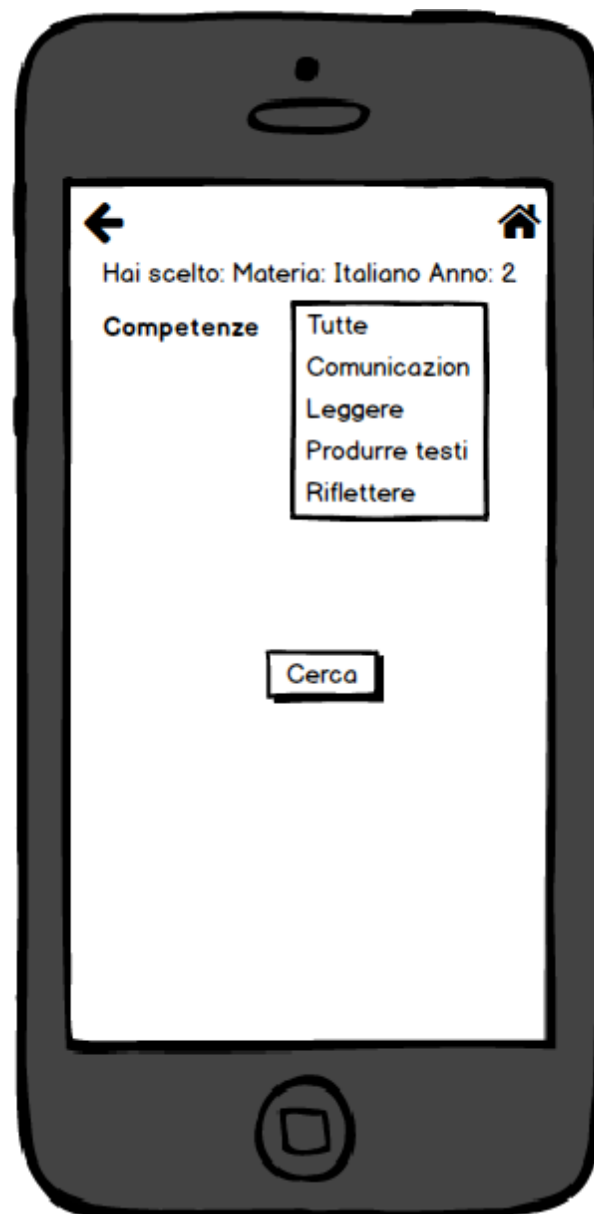 Hai scelto: Materia: Italiano Anno: 2
Competenze
Tutte
Comunicazion
Leggere
Produrre testi
Riflettere
Cerca